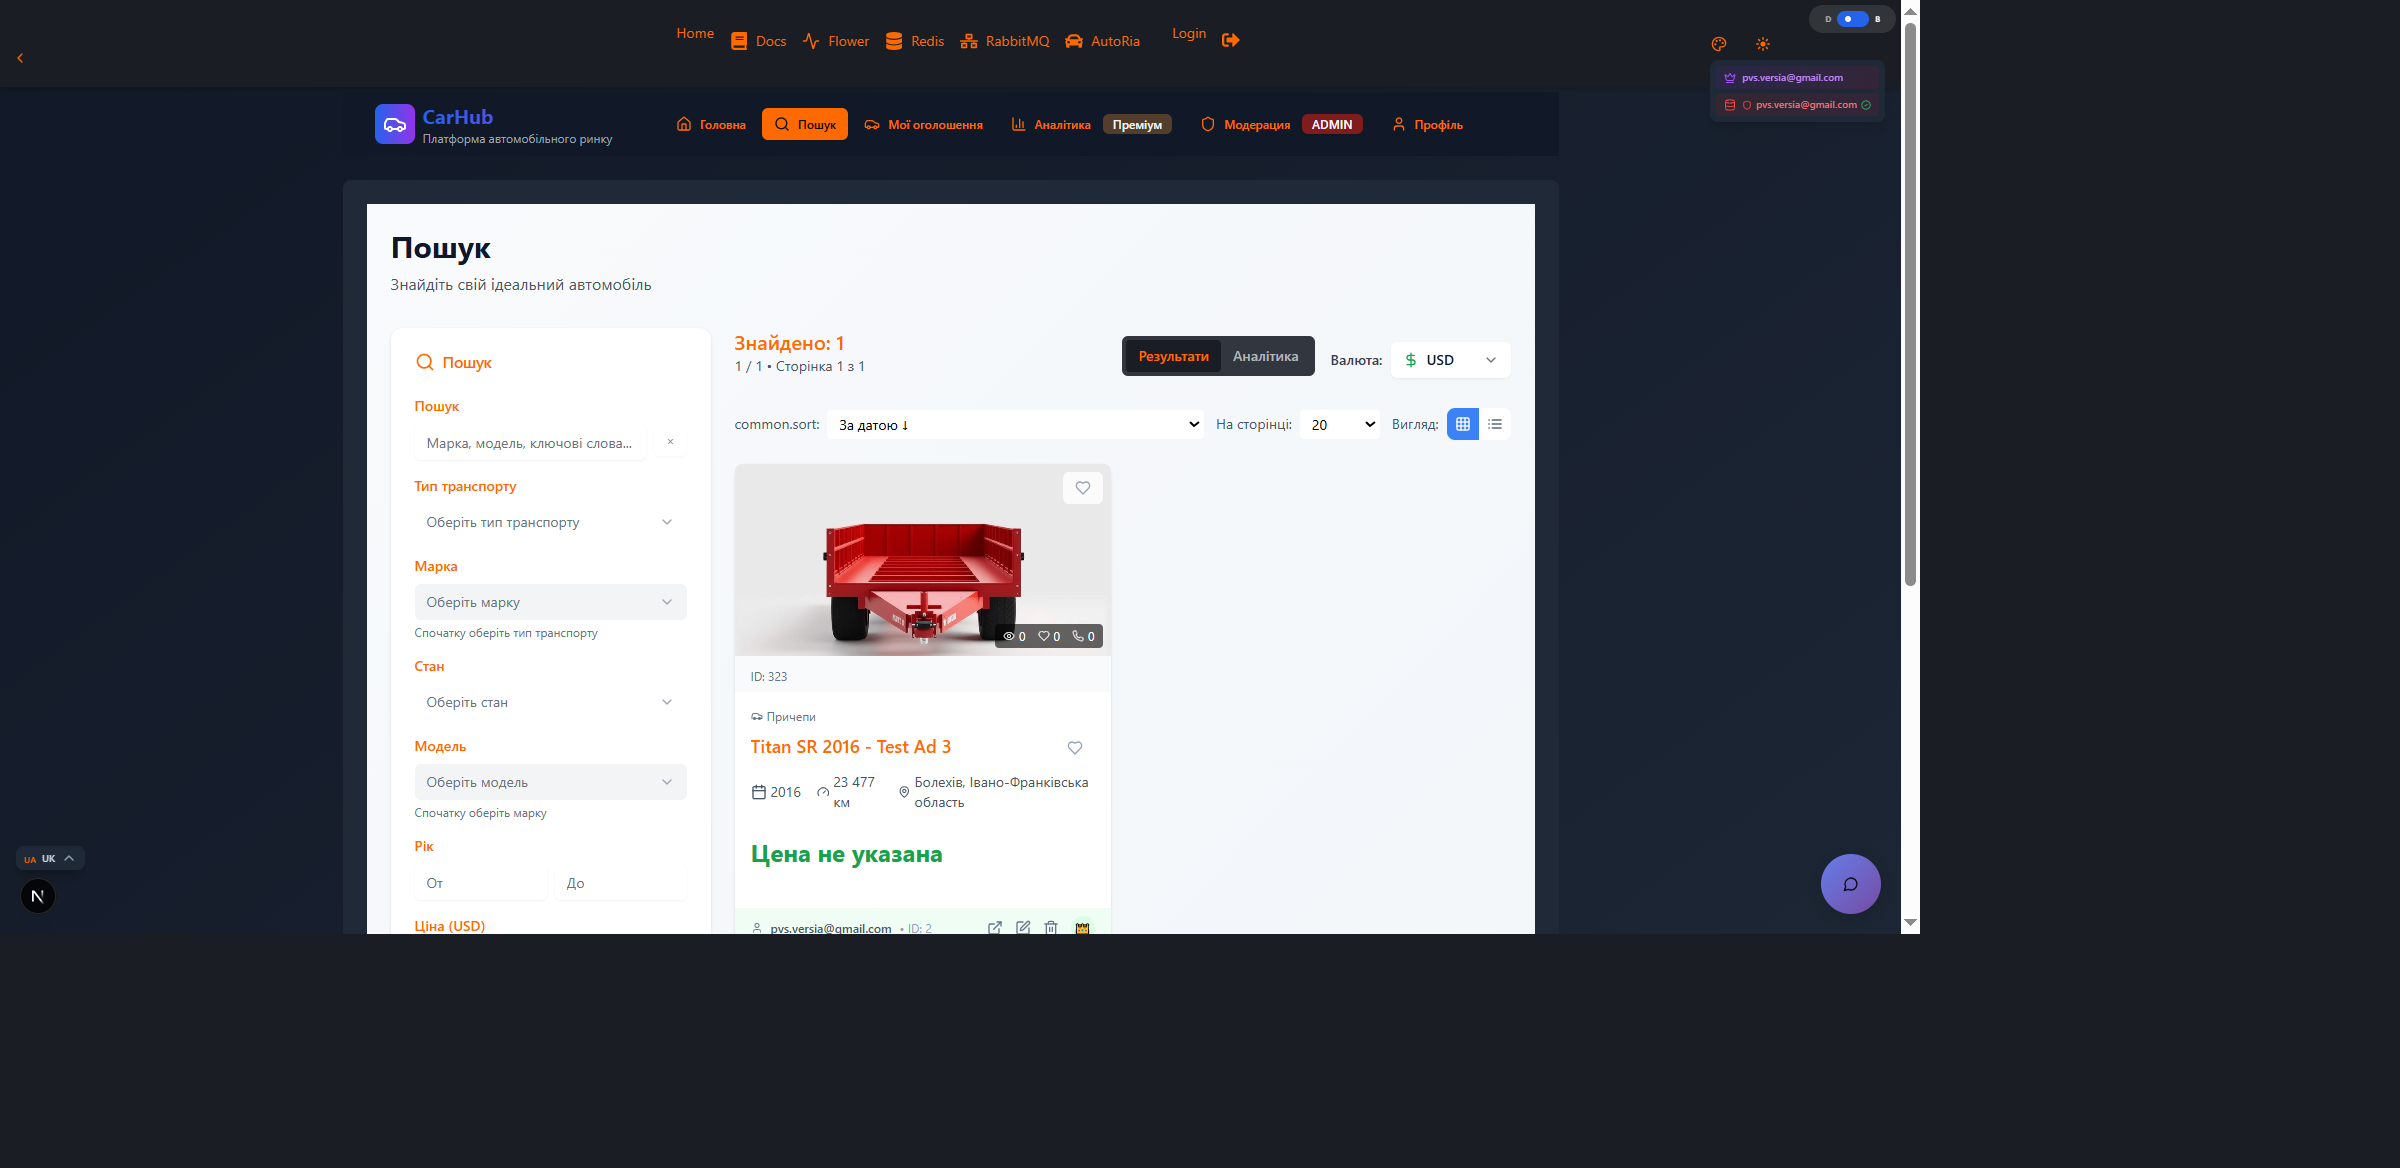 Home
Docs
Flower
Redis
RabbitMQ
AutoRia
Login
D
B
pvs.versia@gmail.com
pvs.versia@gmail.com
CarHub
Платформа автомобільного ринку
Головна
Пошук
Мої оголошення
Аналітика
Преміум
Модерация
ADMIN
Профіль
Пошук
Знайдіть свій ідеальний автомобіль
Пошук
Пошук
Марка, модель, ключові слова...
Тип транспорту
Оберіть тип транспорту
Марка
Оберіть марку
Спочатку оберіть тип транспорту
Стан
Оберіть стан
Модель
Оберіть модель
Спочатку оберіть марку
Рік
От
До
Ціна (USD)
Знайдено: 1
1 / 1 • Сторінка 1 з 1
Результати
Аналітика
Валюта:
USD
common.sort:
За датою ↓
На сторінці:
20
Вигляд:
0
0
0
ID: 323
Причепи
Titan SR 2016 - Test Ad 3
2016
23 477
км
Болехів, Івано-Франківська
область
Цена не указана
pvs.versia@gmail.com • ID: 2
UA UK
N